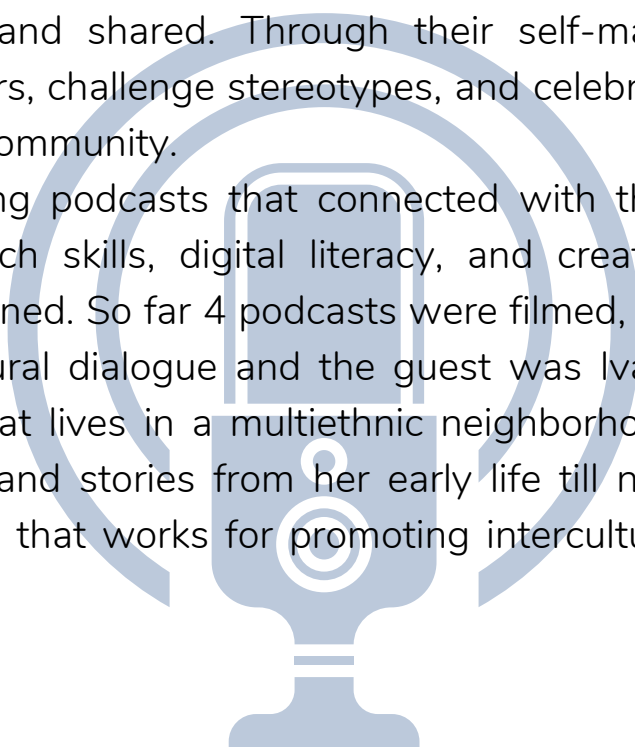 and shared. Through their self-ma
rs, challenge stereotypes, and celebr
ommunity.
ng podcasts that connected with th
ch skills, digital literacy, and creat
ned. So far 4 podcasts were filmed,
ural dialogue and the guest was Iva
at lives in a multiethnic neighborho
and stories from her early life till n
that works for promoting intercultu